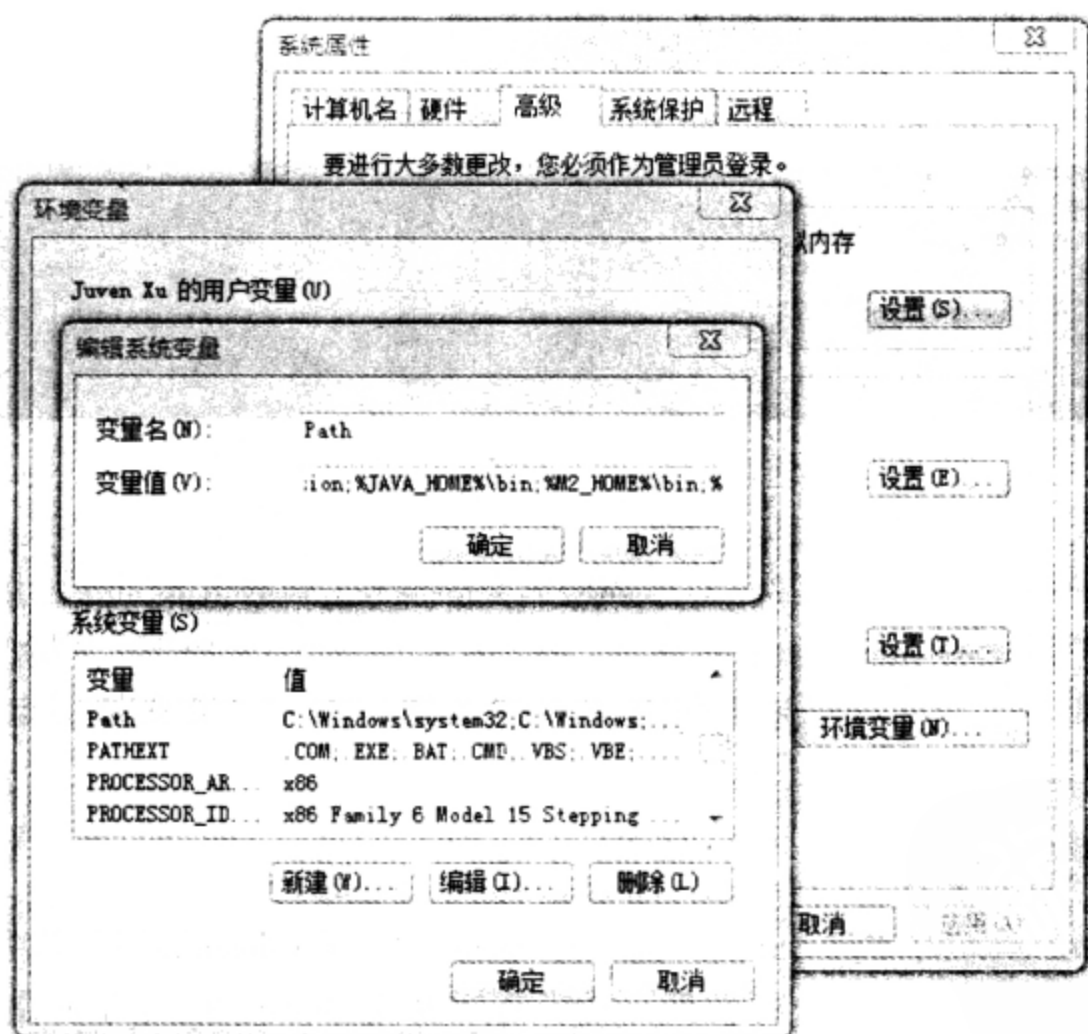 系统属性
计算机名 硬件 高级 系统保护 远程
要进行大多数更改，您必须作为管理员登录。
环境变量
内存
Juven Xu 的用户变量(U)
设置(S)...
编辑系统变量
变量名(N): Path
变量值(V): ;ion;%JAVA_HOME%\bin;%M2_HOME%\bin;%
设置(E)...
确定 取消
系统变量(S)
设置(T)...
变量 值
Path C:\Windows\system32;C:\Windows;...
环境变量(N)...
PATHEXT .COM;.EXE;.BAT;.CMD;.VBS;.VBE;....
PROCESSOR_AR... x86
PROCESSOR_ID... x86 Family 6 Model 15 Stepping ...
新建(W)... 编辑(I)... 删除(L)
取消
确定 取消